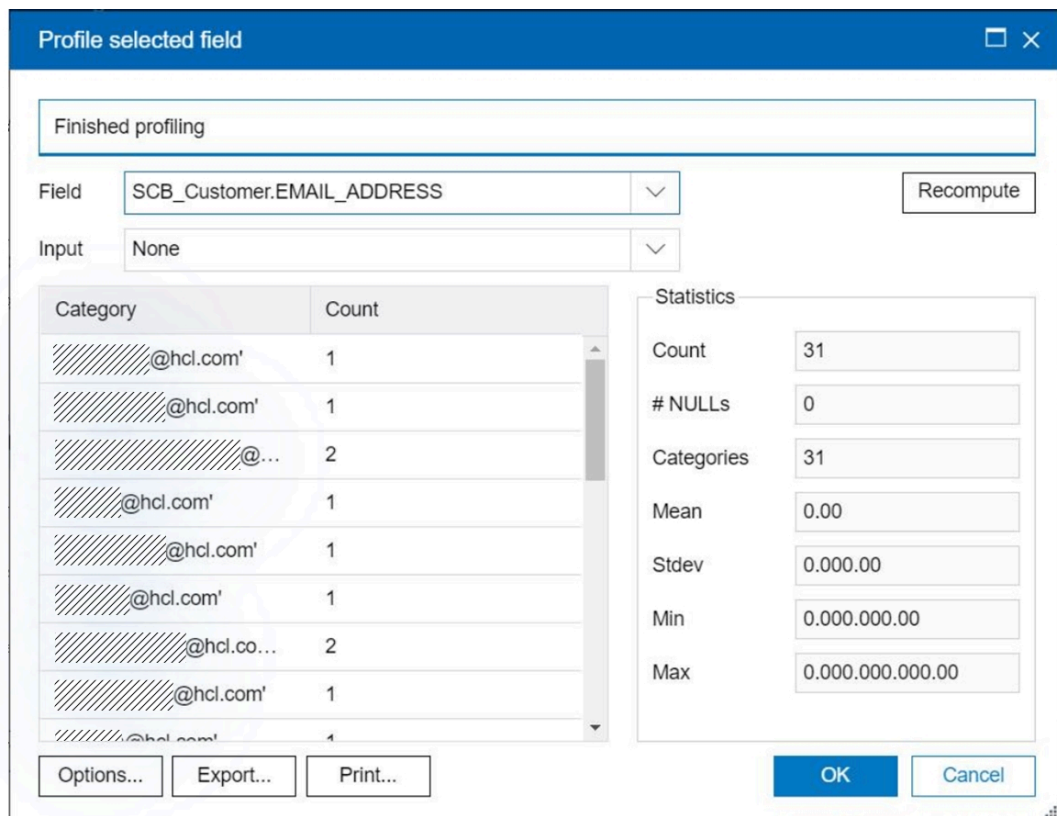 Profile selected field
Finished profiling
Field SCB_Customer.EMAIL_ADDRESS Recompute
Input None
Category Count
@hcl.com' 1
@hcl.com' 1
@... 2
@hcl.com' 1
@hcl.com' 1
@hcl.com' 1
@hcl.co... 2
@hcl.com' 1
@hcl.com' 1
Statistics
Count 31
# NULLs 0
Categories 31
Mean 0.00
Stdev 0.000.00
Min 0.000.000.00
Max 0.000.000.000.00
Options... Export... Print... OK Cancel